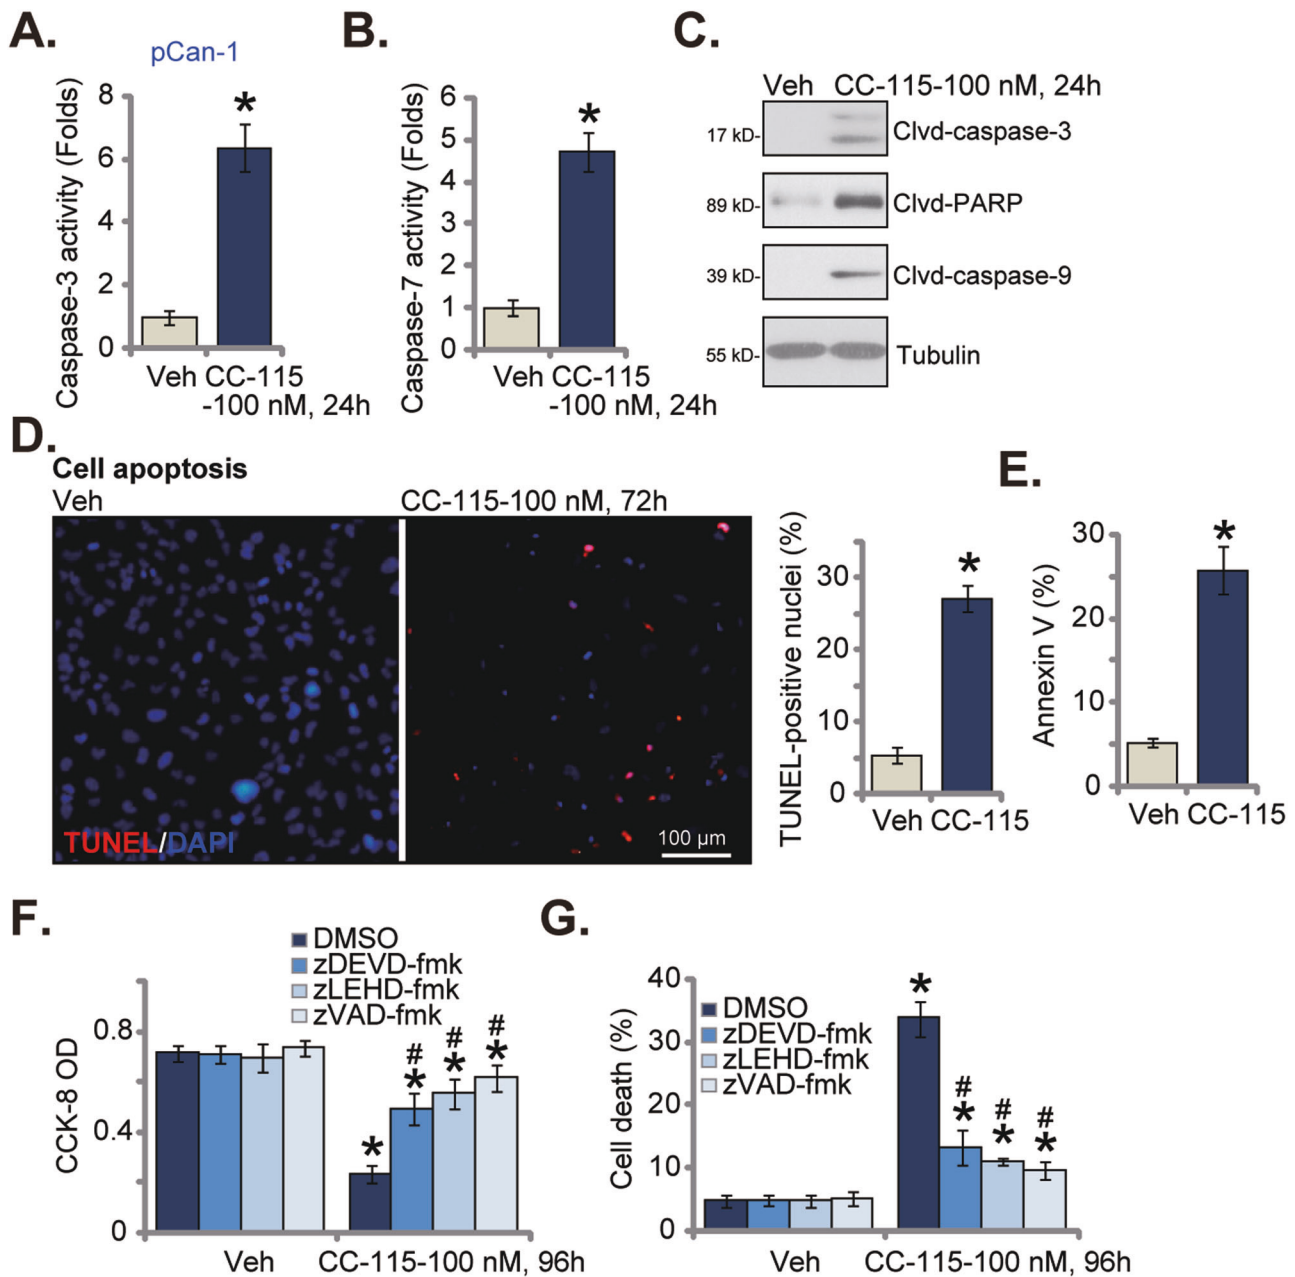 A.
pCan-1
Caspase-3 activity (Folds)
8
6
4
2
0
*
Veh CC-115
-100 nM, 24h
B.
Caspase-7 activity (Folds)
6
5
4
3
2
1
0
*
Veh CC-115
-100 nM, 24h
C.
Veh CC-115-100 nM, 24h
17 kD- Clvd-caspase-3
89 kD- Clvd-PARP
39 kD- Clvd-caspase-9
55 kD- Tubulin
D.
Cell apoptosis
Veh CC-115-100 nM, 72h
TUNEL/DAPI
100 µm
TUNEL-positive nuclei (%)
30
20
10
0
*
Veh CC-115
E.
Annexin V (%)
30
20
10
0
*
Veh CC-115
F.
DMSO
zDEVD-fmk
zLEHD-fmk
zVAD-fmk
CCK-8 OD
0.8
0.4
0
*
#
*
#
*
#
*
Veh CC-115-100 nM, 96h
G.
DMSO
zDEVD-fmk
zLEHD-fmk
zVAD-fmk
Cell death (%)
40
30
20
10
0
*
#
*
#
*
#
*
Veh CC-115-100 nM, 96h